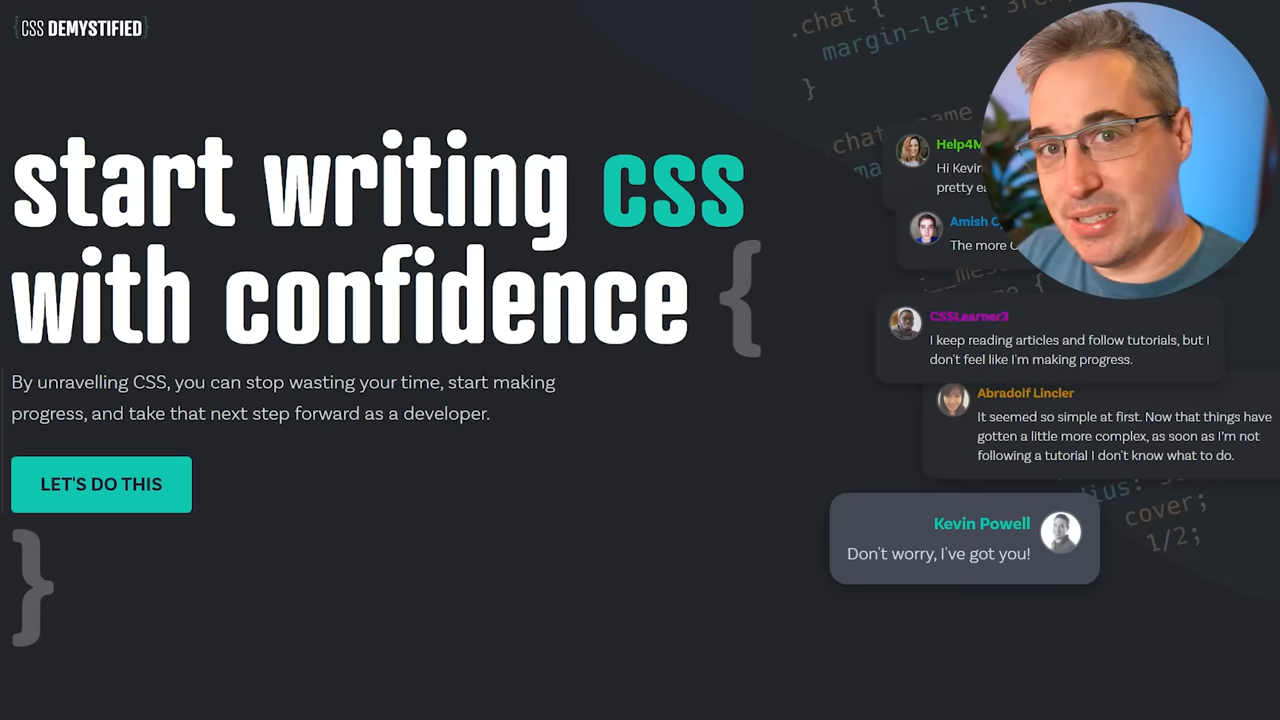 {CSS DEMYSTIFIED}
start writing css
with confidence {
By unravelling CSS, you can stop wasting your time, start making
progress, and take that next step forward as a developer.
LET'S DO THIS
}
.chat {
margin-left:
}
.chat name
Hi Kevin
pretty
Amish
The more
CSSLearner3
I keep reading articles and follow tutorials, but I
don't feel like I'm making progress.
Abradolf Lincler
It seemed so simple at first. Now that things have
gotten a little more complex, as soon as I'm not
following a tutorial I don't know what to do.
cover;
1/2;
Kevin Powell
Don't worry, I've got you!